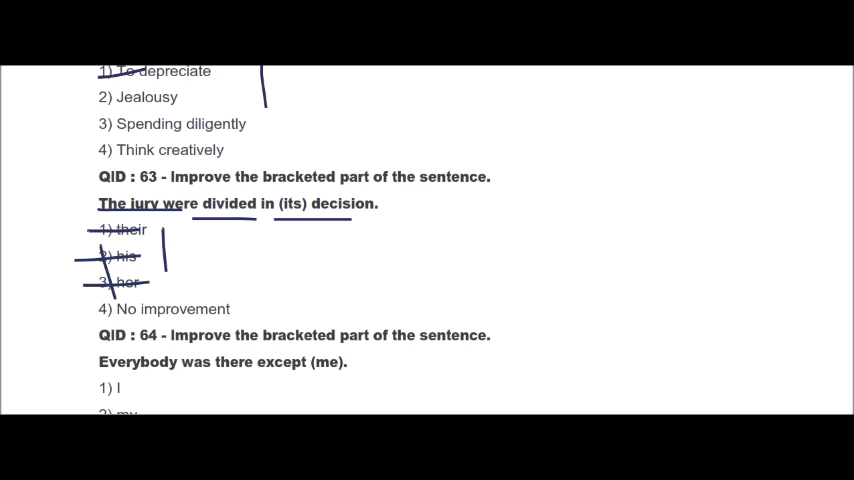 1) To depreciate
2) Jealousy
3) Spending diligently
4) Think creatively
QID : 63 - Improve the bracketed part of the sentence.
The jury were divided in (its) decision.
1) their
2) his
3) her
4) No improvement
QID : 64 - Improve the bracketed part of the sentence.
Everybody was there except (me).
1) I
2) my